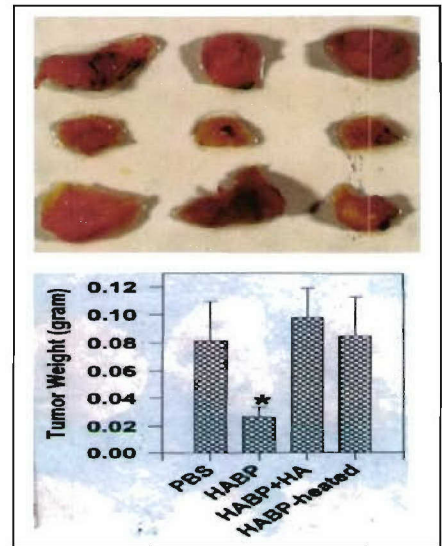 Tumor Weight (gram)
0.12
0.10
0.08
0.06
0.04
0.02
0.00
*
PBS
HABP
HABP+HA
HABP-heated